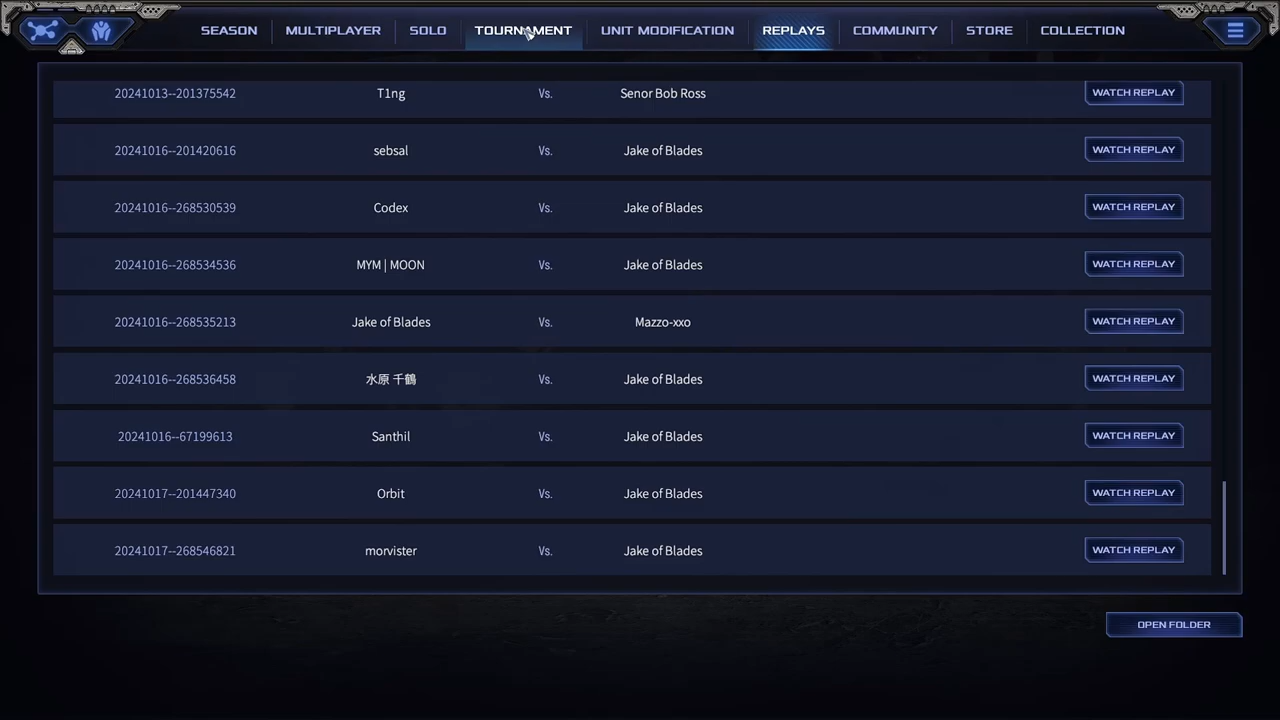 SEASON MULTIPLAYER SOLO TOURNAMENT UNIT MODIFICATION REPLAYS COMMUNITY STORE COLLECTION
20241013--201375542 T1ng Vs. Senor Bob Ross WATCH REPLAY
20241016--201420616 sebsal Vs. Jake of Blades WATCH REPLAY
20241016--268530539 Codex Vs. Jake of Blades WATCH REPLAY
20241016--268534536 MYM | MOON Vs. Jake of Blades WATCH REPLAY
20241016--268535213 Jake of Blades Vs. Mazzo-xxo WATCH REPLAY
20241016--268536458 水原 千鶴 Vs. Jake of Blades WATCH REPLAY
20241016--67199613 Santhil Vs. Jake of Blades WATCH REPLAY
20241017--201447340 Orbit Vs. Jake of Blades WATCH REPLAY
20241017--268546821 morvister Vs. Jake of Blades WATCH REPLAY
OPEN FOLDER